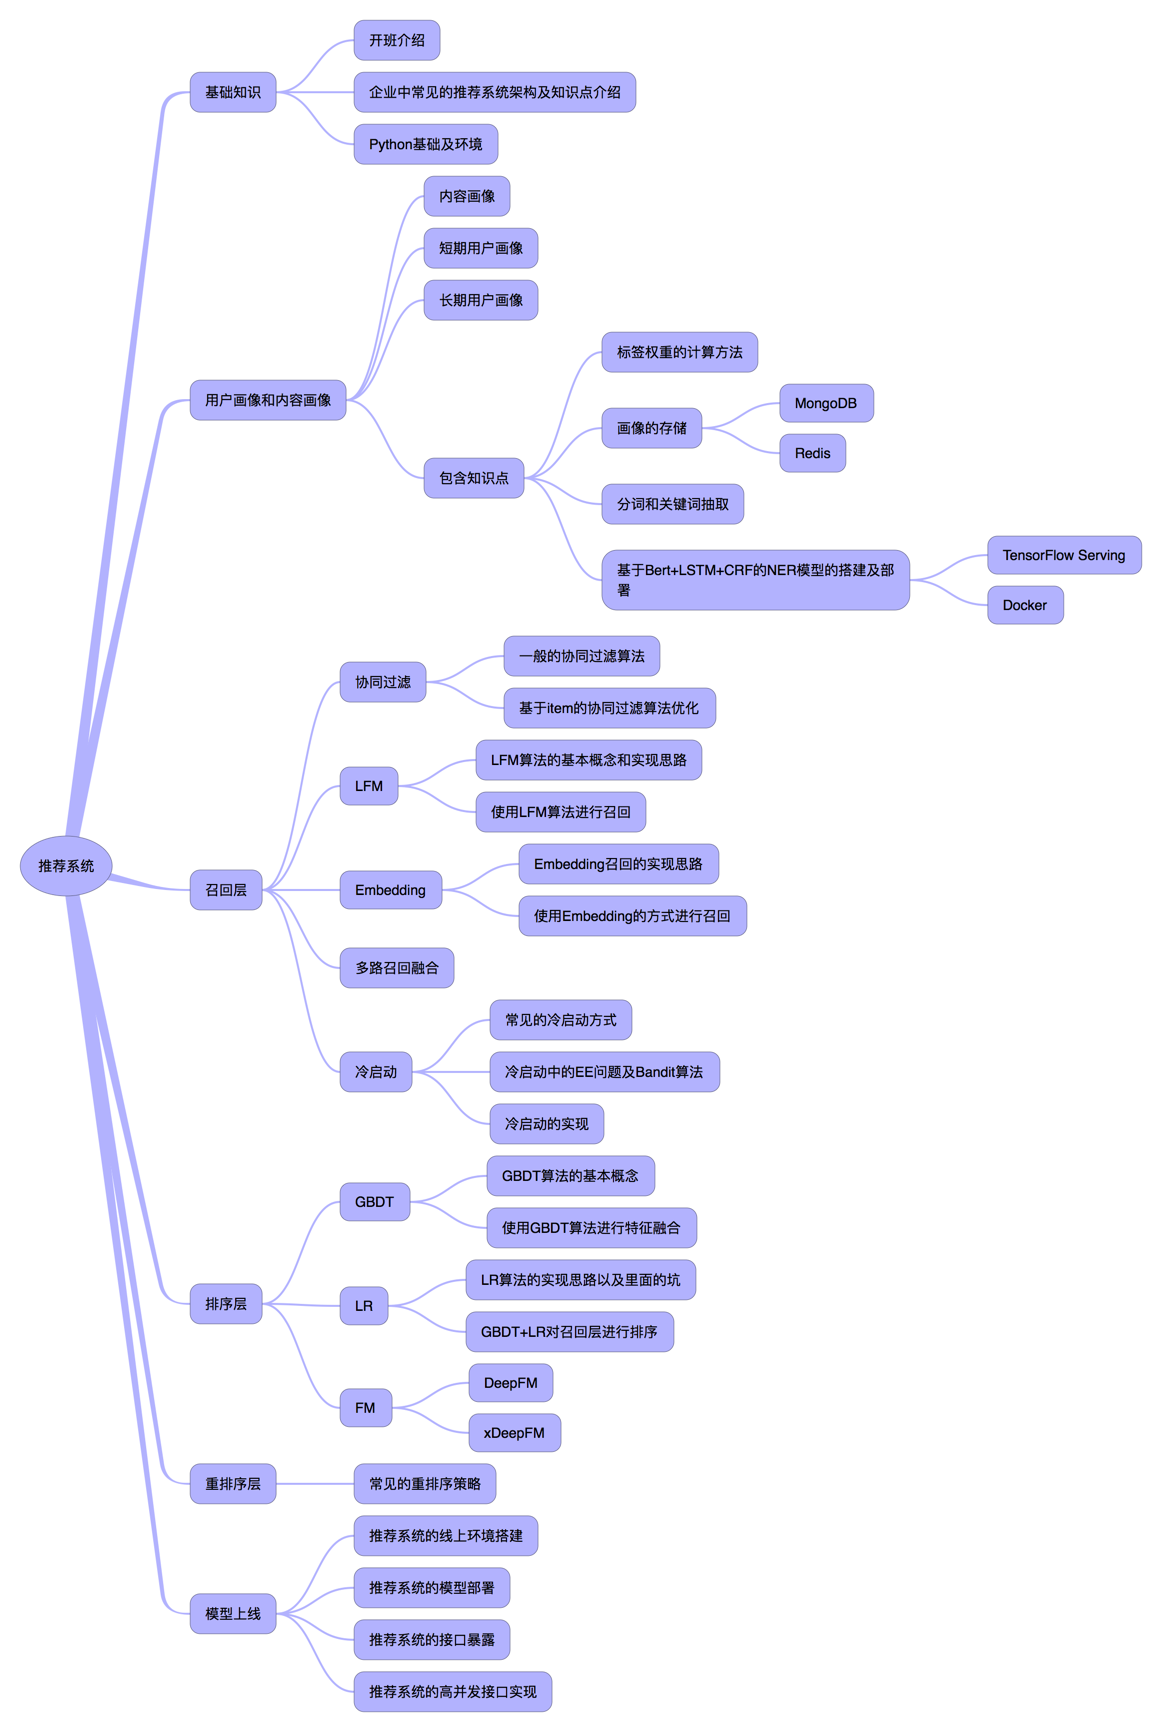 开班介绍
基础知识
企业中常见的推荐系统架构及知识点介绍
Python基础及环境
内容画像
短期用户画像
长期用户画像
标签权重的计算方法
用户画像和内容画像
MongoDB
画像的存储
Redis
包含知识点
分词和关键词抽取
TensorFlow Serving
基于Bert+LSTM+CRF的NER模型的搭建及部
署
Docker
一般的协同过滤算法
协同过滤
基于item的协同过滤算法优化
LFM算法的基本概念和实现思路
LFM
使用LFM算法进行召回
推荐系统
Embedding召回的实现思路
召回层
Embedding
使用Embedding的方式进行召回
多路召回融合
常见的冷启动方式
冷启动
冷启动中的EE问题及Bandit算法
冷启动的实现
GBDT算法的基本概念
GBDT
使用GBDT算法进行特征融合
LR算法的实现思路以及里面的坑
排序层
LR
GBDT+LR对召回层进行排序
DeepFM
FM
xDeepFM
重排序层
常见的重排序策略
推荐系统的线上环境搭建
推荐系统的模型部署
模型上线
推荐系统的接口暴露
推荐系统的高并发接口实现